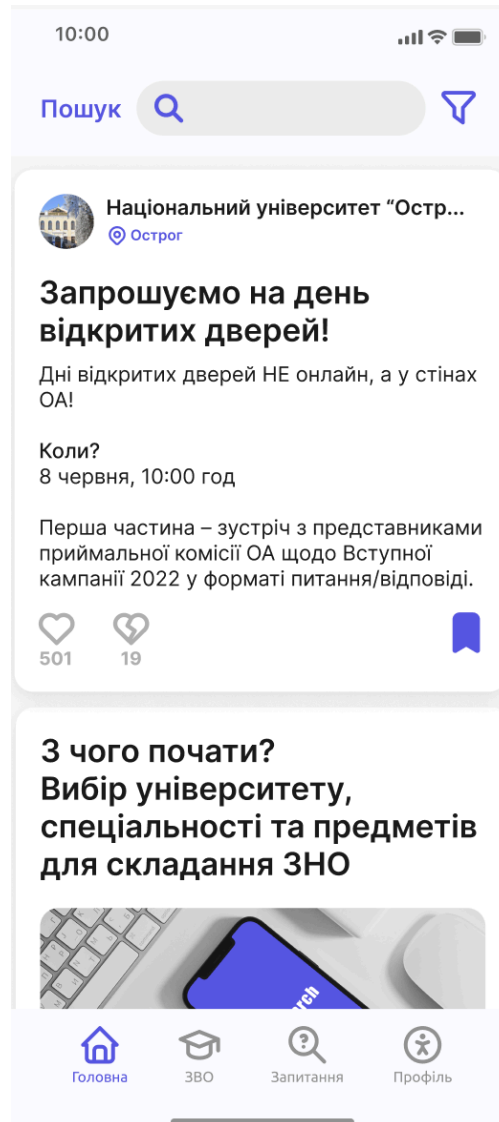 10:00
Пошук
Національний університет “Остр...
Острог
Запрошуємо на день
відкритих дверей!
Дні відкритих дверей НЕ онлайн, а у стінах
ОА!
Коли?
8 червня, 10:00 год
Перша частина – зустріч з представниками
приймальної комісії ОА щодо Вступної
кампанії 2022 у форматі питання/відповіді.
501 19
З чого почати?
Вибір університету,
спеціальності та предметів
для складання ЗНО
Головна ЗВО Запитання Профіль